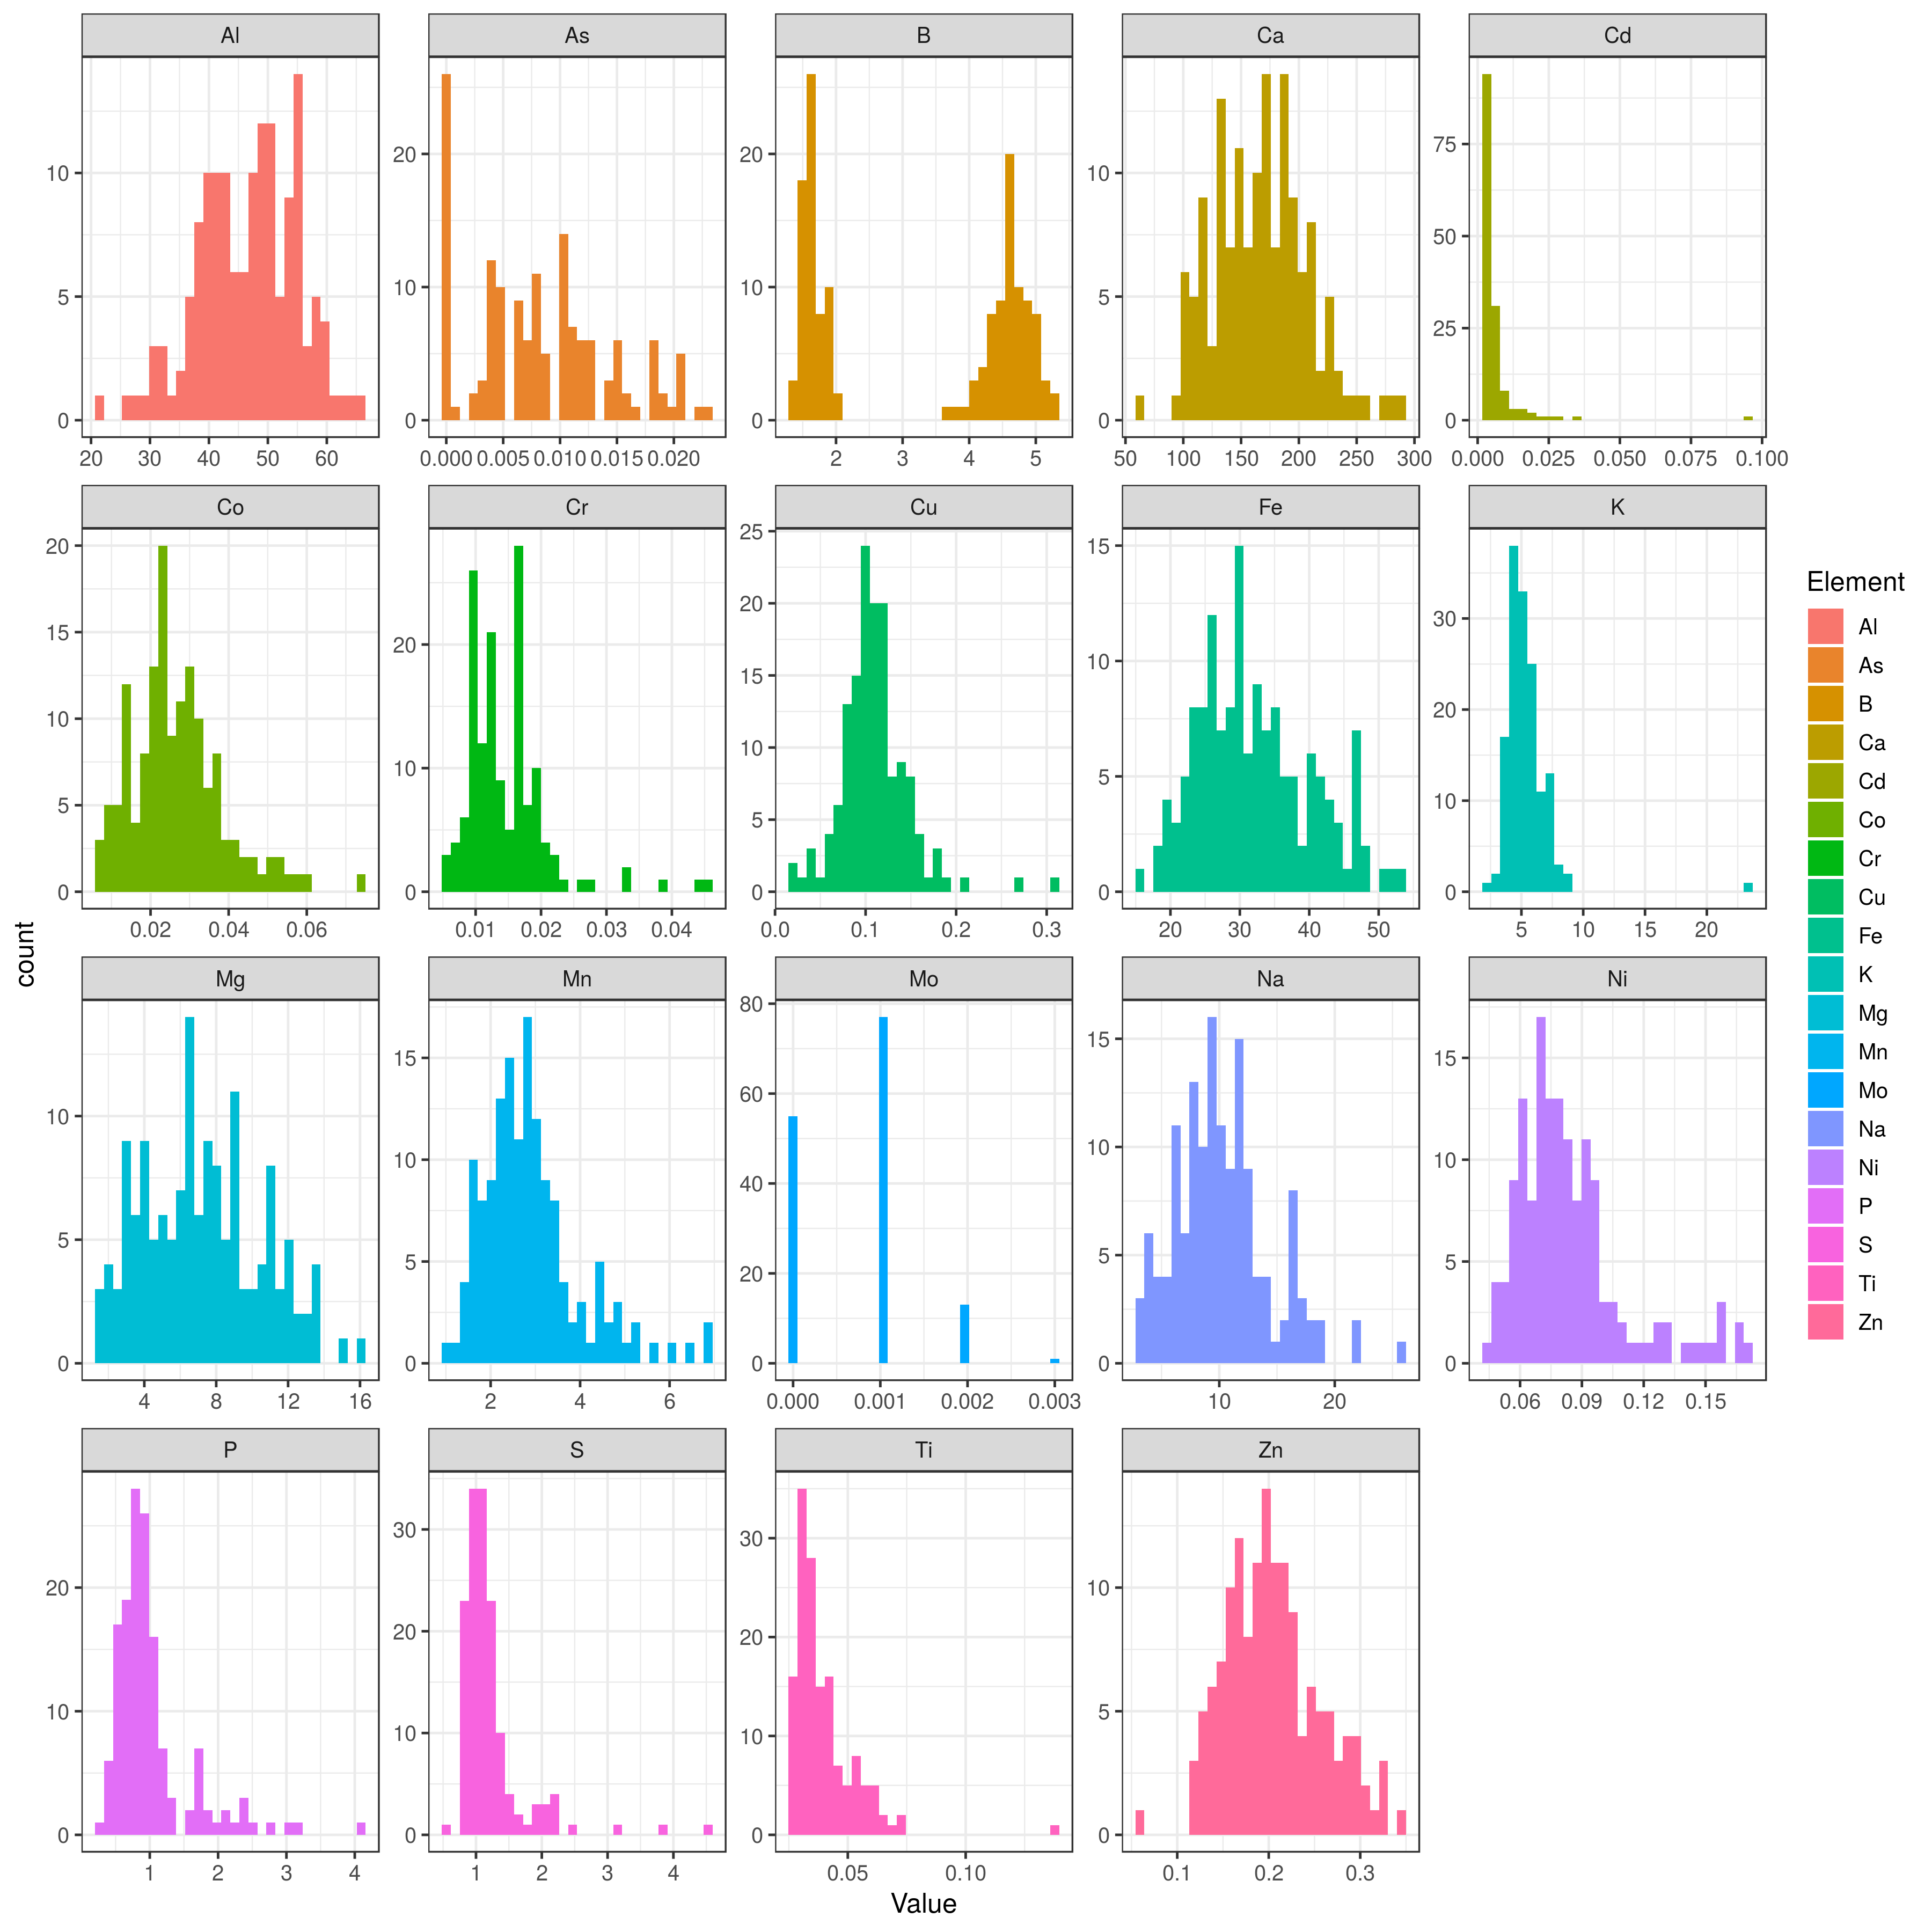 Al As B Ca Cd
10
5
0
20
10
0
20
10
0
10
5
0
75
50
25
0
20 30 40 50 60
0.000 0.005 0.010 0.015 0.020
2 3 4 5
50 100 150 200 250 300
0.000 0.025 0.050 0.075 0.100
Co Cr Cu Fe K
20
15
10
5
0
20
10
0
25
20
15
10
5
0
15
10
5
0
30
20
10
0
0.02 0.04 0.06
0.01 0.02 0.03 0.04
0.0 0.1 0.2 0.3
20 30 40 50
5 10 15 20
count
Mg Mn Mo Na Ni
10
5
0
15
10
5
0
80
60
40
20
0
15
10
5
0
15
10
5
0
4 8 12 16
2 4 6
0.000 0.001 0.002 0.003
10 20
0.06 0.09 0.12 0.15
P S Ti Zn
20
10
0
30
20
10
0
30
20
10
0
10
5
0
1 2 3 4
1 2 3 4
0.05 0.10
0.1 0.2 0.3
Value
Element
Al
As
B
Ca
Cd
Co
Cr
Cu
Fe
K
Mg
Mn
Mo
Na
Ni
P
S
Ti
Zn